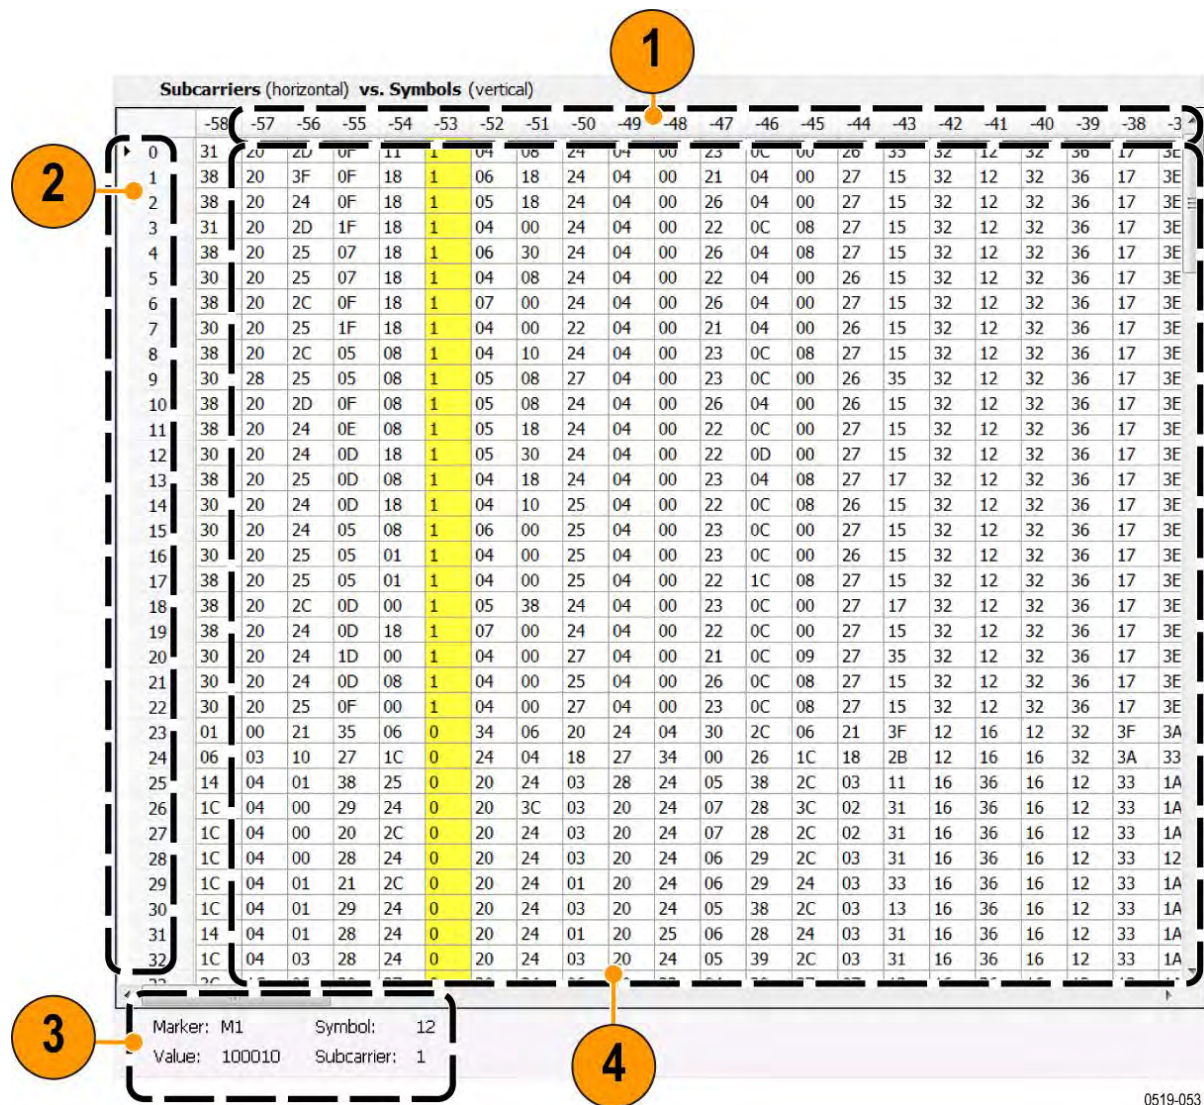 1
Subcarriers (horizontal) vs. Symbols (vertical)
-58 -57 -56 -55 -54 -53 -52 -51 -50 -49 -48 -47 -46 -45 -44 -43 -42 -41 -40 -39 -38 -3
2
0 31 20 2D 0F 11 1 04 08 24 04 00 23 0C 00 26 35 32 12 32 36 17 3E
1 38 20 3F 0F 18 1 06 18 24 04 00 21 04 00 27 15 32 12 32 36 17 3E
2 38 20 24 0F 18 1 05 18 24 04 00 26 04 00 27 15 32 12 32 36 17 3E
3 31 20 2D 1F 18 1 04 00 24 04 00 22 0C 08 27 15 32 12 32 36 17 3E
4 38 20 25 07 18 1 06 30 24 04 00 26 04 08 27 15 32 12 32 36 17 3E
5 30 20 25 07 18 1 04 08 24 04 00 22 04 00 26 15 32 12 32 36 17 3E
6 38 20 2C 0F 18 1 07 00 24 04 00 26 04 00 27 15 32 12 32 36 17 3E
7 30 20 25 1F 18 1 04 00 22 04 00 21 04 00 26 15 32 12 32 36 17 3E
8 38 20 2C 05 08 1 04 10 24 04 00 23 0C 08 27 15 32 12 32 36 17 3E
9 30 28 25 05 08 1 05 08 27 04 00 23 0C 00 26 35 32 12 32 36 17 3E
10 38 20 2D 0F 08 1 05 08 24 04 00 26 04 00 26 15 32 12 32 36 17 3E
11 38 20 24 0E 08 1 05 18 24 04 00 22 0C 00 27 15 32 12 32 36 17 3E
12 30 20 24 0D 18 1 05 30 24 04 00 22 0D 00 27 15 32 12 32 36 17 3E
13 38 20 25 0D 08 1 04 18 24 04 00 23 04 08 27 17 32 12 32 36 17 3E
14 30 20 24 0D 18 1 04 10 25 04 00 22 0C 08 26 15 32 12 32 36 17 3E
15 30 20 24 05 08 1 06 00 25 04 00 23 0C 00 27 15 32 12 32 36 17 3E
16 30 20 25 05 01 1 04 00 25 04 00 23 0C 00 26 15 32 12 32 36 17 3E
17 38 20 25 05 01 1 04 00 25 04 00 22 1C 08 27 15 32 12 32 36 17 3E
18 38 20 2C 0D 00 1 05 38 24 04 00 23 0C 00 27 17 32 12 32 36 17 3E
19 38 20 24 0D 18 1 07 00 24 04 00 22 0C 00 27 15 32 12 32 36 17 3E
20 30 20 24 1D 00 1 04 00 27 04 00 21 0C 09 27 35 32 12 32 36 17 3E
21 30 20 24 0D 08 1 04 00 25 04 00 26 0C 08 27 15 32 12 32 36 17 3E
22 30 20 25 0F 00 1 04 00 27 04 00 23 0C 08 27 15 32 12 32 36 17 3E
23 01 00 21 35 06 0 34 06 20 24 04 30 2C 06 21 3F 12 16 12 32 3F 3A
24 06 03 10 27 1C 0 24 04 18 27 34 00 26 1C 18 2B 12 16 16 32 3A 33
25 14 04 01 38 25 0 20 24 03 28 24 05 38 2C 03 11 16 36 16 12 33 1A
26 1C 04 00 29 24 0 20 3C 03 20 24 07 28 3C 02 31 16 36 16 12 33 1A
27 1C 04 00 20 2C 0 20 24 03 20 24 07 28 2C 02 31 16 36 16 12 33 1A
28 1C 04 00 28 24 0 20 24 03 20 24 06 29 2C 03 31 16 36 16 12 33 12
29 1C 04 01 21 2C 0 20 24 01 20 24 06 29 24 03 33 16 36 16 12 33 1A
30 1C 04 01 29 24 0 20 24 03 20 24 05 38 2C 03 13 16 36 16 12 33 1A
31 14 04 01 28 24 0 20 24 01 20 25 06 28 24 03 31 16 36 16 12 33 1A
32 1C 04 03 28 24 0 20 24 03 20 24 05 39 2C 03 31 16 36 16 12 33 1A
3
Marker: M1 Symbol: 12
Value: 100010 Subcarrier: 1
4
0519-053